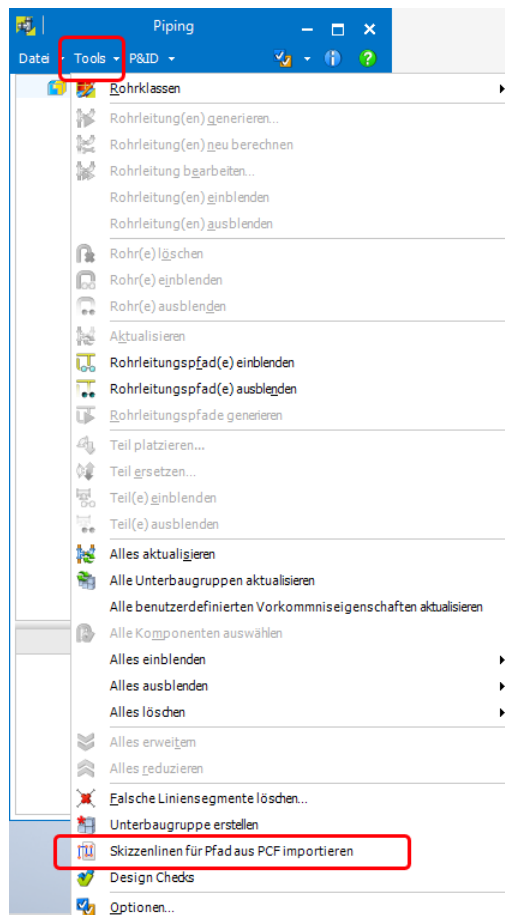 Piping
Datei Tools P&ID
Rohrklassen
Rohrleitung(en) generieren...
Rohrleitung(en) neu berechnen
Rohrleitung bearbeiten...
Rohrleitung(en) einblenden
Rohrleitung(en) ausblenden
Rohr(e) löschen
Rohr(e) einblenden
Rohr(e) ausblenden
Aktualisieren
Rohrleitungspfad(e) einblenden
Rohrleitungspfad(e) ausblenden
Rohrleitungspfade generieren
Teil platzieren...
Teil ersetzen...
Teil(e) einblenden
Teil(e) ausblenden
Alles aktualisieren
Alle Unterbaugruppen aktualisieren
Alle benutzerdefinierten Vorkommniseigenschaften aktualisieren
Alle Komponenten auswählen
Alles einblenden
Alles ausblenden
Alles löschen
Alles erweitern
Alles reduzieren
Falsche Liniensegmente löschen...
Unterbaugruppe erstellen
Skizzenlinen für Pfad aus PCF importieren
Design Checks
Optionen...